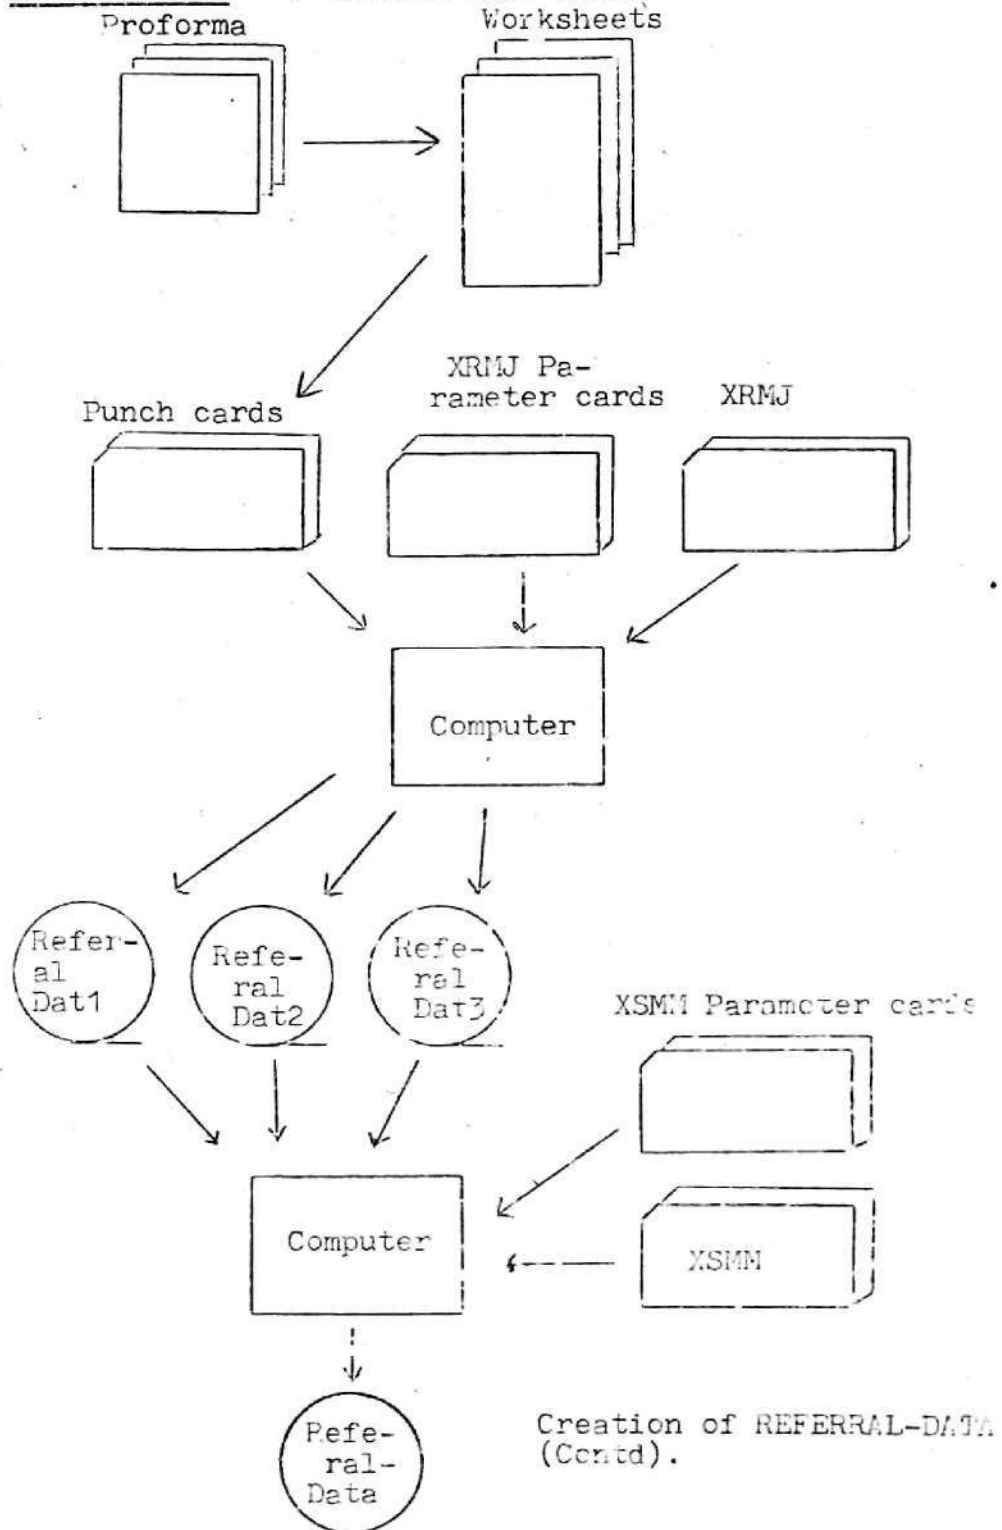 Proforma
Worksheets
XRMJ Pa-
rameter cards
XRMJ
Punch cards
Computer
Refer-
al
Dat1
Refe-
ral
Dat2
Refe-
ral
Dat3
XSMM Parameter cards
Computer
XSMM
Refe-
ral-
Data
Creation of REFERRAL-DATA
(Contd).